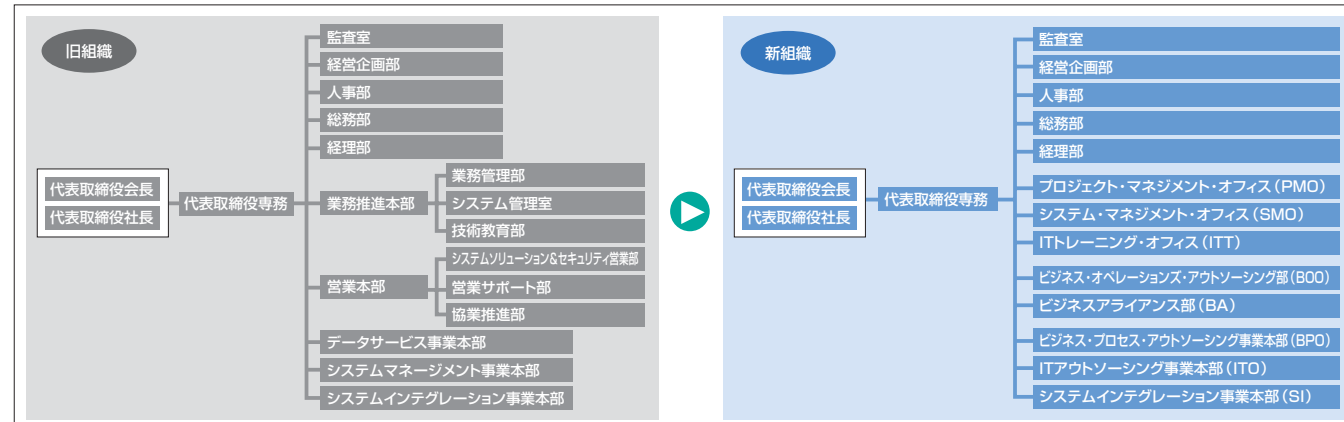 旧組織
代表取締役会長
代表取締役社長
代表取締役専務
監査室
経営企画部
人事部
総務部
経理部
業務推進本部
業務管理部
システム管理室
技術教育部
営業本部
システムソリューション&セキュリティ営業部
営業サポート部
協業推進部
データサービス事業本部
システムマネージメント事業本部
システムインテグレーション事業本部
新組織
代表取締役会長
代表取締役社長
代表取締役専務
監査室
経営企画部
人事部
総務部
経理部
プロジェクト・マネジメント・オフィス(PMO)
システム・マネジメント・オフィス(SMO)
ITトレーニング・オフィス(ITT)
ビジネス・オペレーションズ・アウトソーシング部(BOO)
ビジネスアライアンス部(BA)
ビジネス・プロセス・アウトソーシング事業本部(BPO)
ITアウトソーシング事業本部(ITO)
システムインテグレーション事業本部(SI)